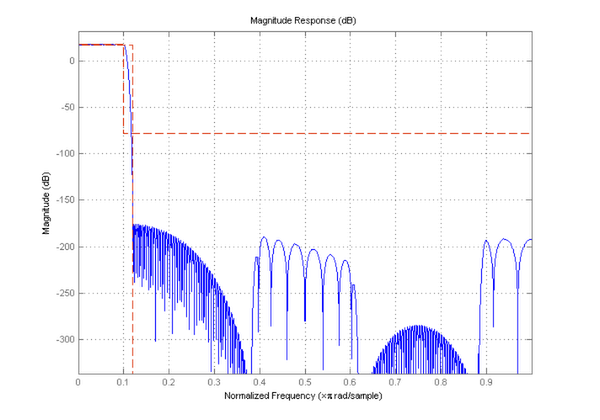 Magnitude Response (dB)
0
-50
-100
-150
-200
-250
-300
Magnitude (dB)
0 0.1 0.2 0.3 0.4 0.5 0.6 0.7 0.8 0.9
Normalized Frequency (×π rad/sample)